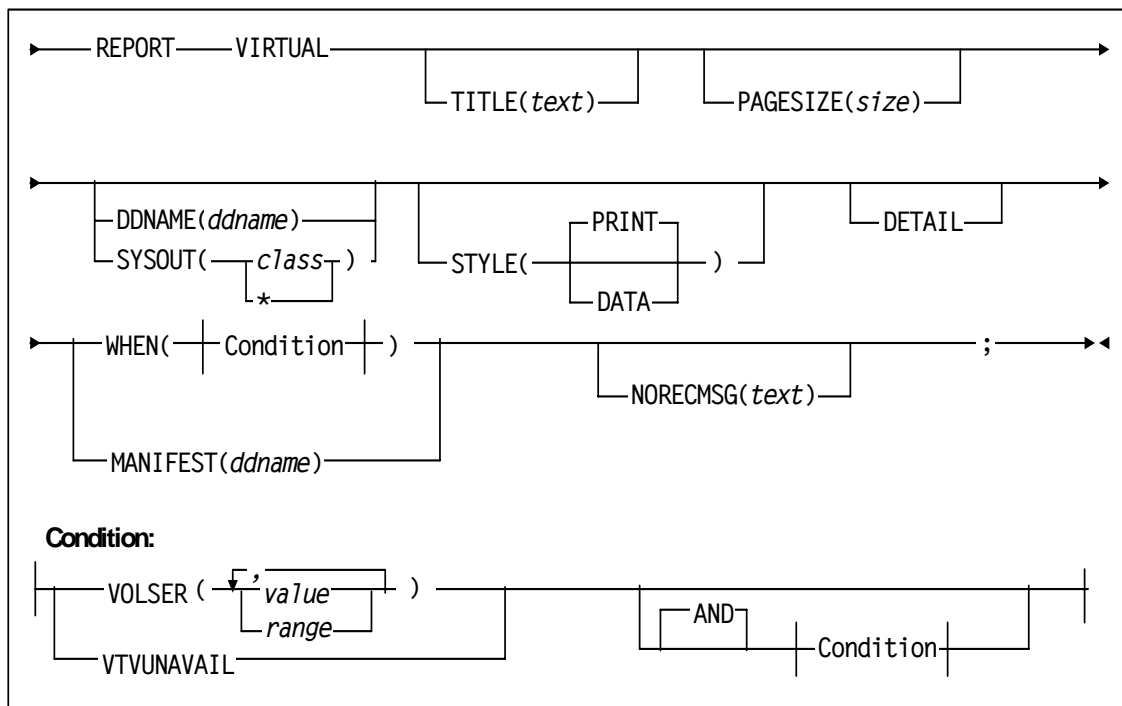 REPORT VIRTUAL
TITLE(text) PAGESIZE(size)
DDNAME(ddname) PRINT DETAIL
SYSOUT( class ) STYLE( )
* DATA
WHEN( Condition ) ;
NORECMSG(text)
MANIFEST(ddname)
Condition:
,
VOLSER ( value ) AND
range
VTVUNAVAIL Condition